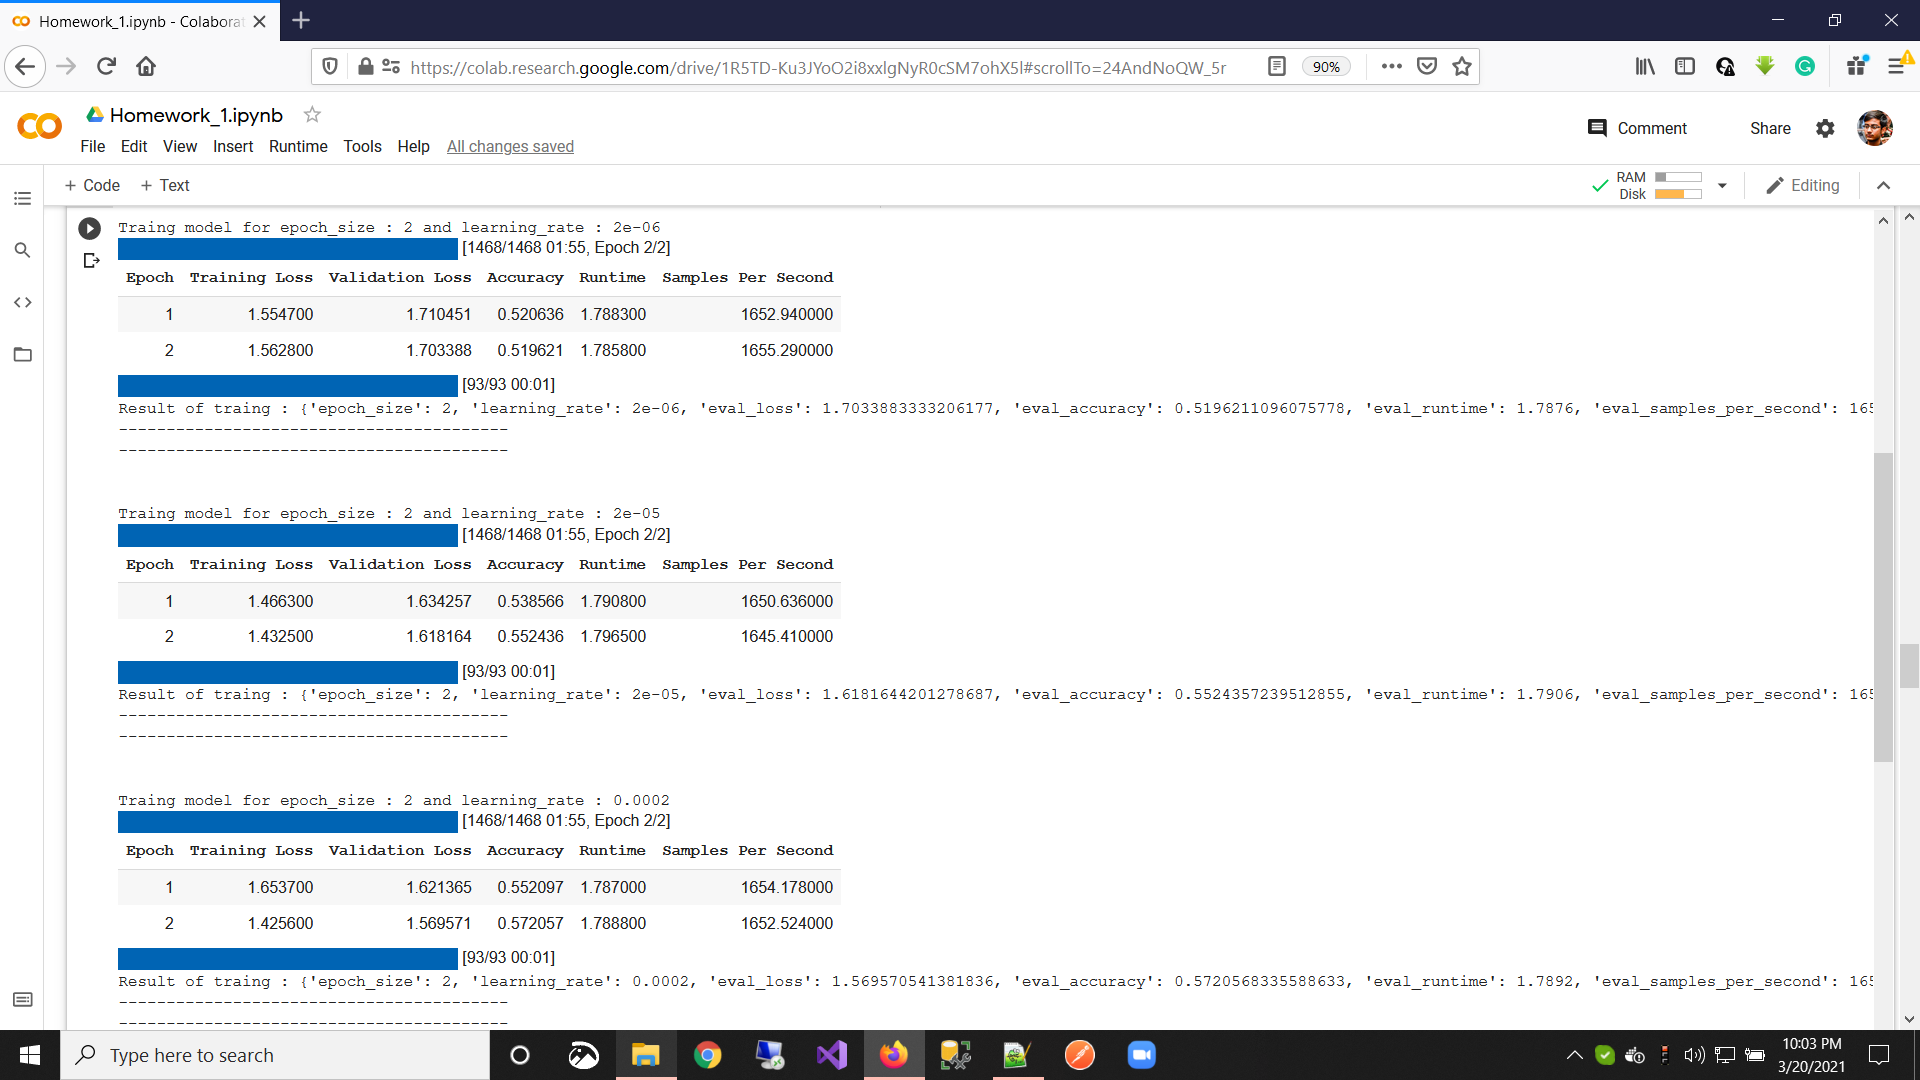 Homework_1.ipynb - Colaborat
https://colab.research.google.com/drive/1R5TD-Ku3JYoO2i8xxlgNyR0cSM7ohX5l#scrollTo=24AndNoQW_5r
90%
Homework_1.ipynb
File Edit View Insert Runtime Tools Help All changes saved
Comment Share
+ Code + Text
RAM
Disk
Editing
Traing model for epoch_size : 2 and learning_rate : 2e-06
[1468/1468 01:55, Epoch 2/2]
Epoch Training Loss Validation Loss Accuracy Runtime Samples Per Second
1 1.554700 1.710451 0.520636 1.788300 1652.940000
2 1.562800 1.703388 0.519621 1.785800 1655.290000
[93/93 00:01]
Result of traing : {'epoch_size': 2, 'learning_rate': 2e-06, 'eval_loss': 1.7033883333206177, 'eval_accuracy': 0.5196211096075778, 'eval_runtime': 1.7876, 'eval_samples_per_second': 165
-----------------------------------------
-----------------------------------------
Traing model for epoch_size : 2 and learning_rate : 2e-05
[1468/1468 01:55, Epoch 2/2]
Epoch Training Loss Validation Loss Accuracy Runtime Samples Per Second
1 1.466300 1.634257 0.538566 1.790800 1650.636000
2 1.432500 1.618164 0.552436 1.796500 1645.410000
[93/93 00:01]
Result of traing : {'epoch_size': 2, 'learning_rate': 2e-05, 'eval_loss': 1.6181644201278687, 'eval_accuracy': 0.5524357239512855, 'eval_runtime': 1.7906, 'eval_samples_per_second': 165
-----------------------------------------
-----------------------------------------
Traing model for epoch_size : 2 and learning_rate : 0.0002
[1468/1468 01:55, Epoch 2/2]
Epoch Training Loss Validation Loss Accuracy Runtime Samples Per Second
1 1.653700 1.621365 0.552097 1.787000 1654.178000
2 1.425600 1.569571 0.572057 1.788800 1652.524000
[93/93 00:01]
Result of traing : {'epoch_size': 2, 'learning_rate': 0.0002, 'eval_loss': 1.569570541381836, 'eval_accuracy': 0.5720568335588633, 'eval_runtime': 1.7892, 'eval_samples_per_second': 165
-----------------------------------------
-----------------------------------------
Type here to search
10:03 PM
3/20/2021